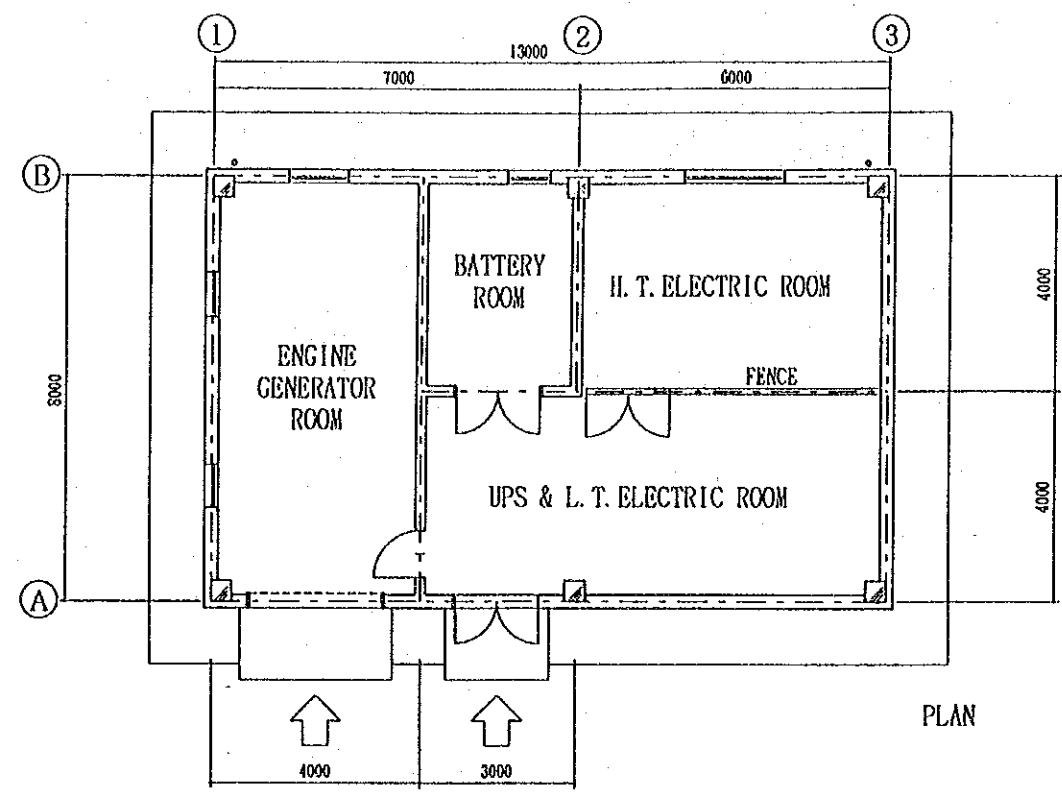 1
2
3
13000
7000
6000
B
BATTERY
ROOM
H. T. ELECTRIC ROOM
4000
ENGINE
GENERATOR
ROOM
8000
FENCE
UPS & L. T. ELECTRIC ROOM
4000
A
PLAN
4000
3000